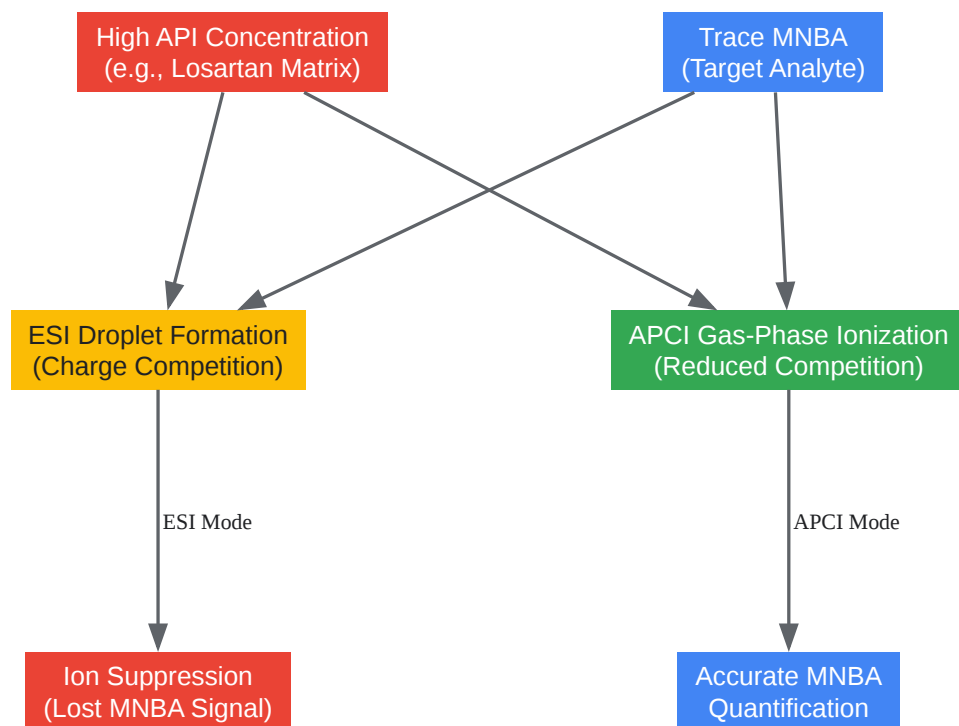 High API Concentration
(e.g., Losartan Matrix)
Trace MNBA
(Target Analyte)
ESI Droplet Formation
(Charge Competition)
APCI Gas-Phase Ionization
(Reduced Competition)
ESI Mode
APCI Mode
Ion Suppression
(Lost MNBA Signal)
Accurate MNBA
Quantification